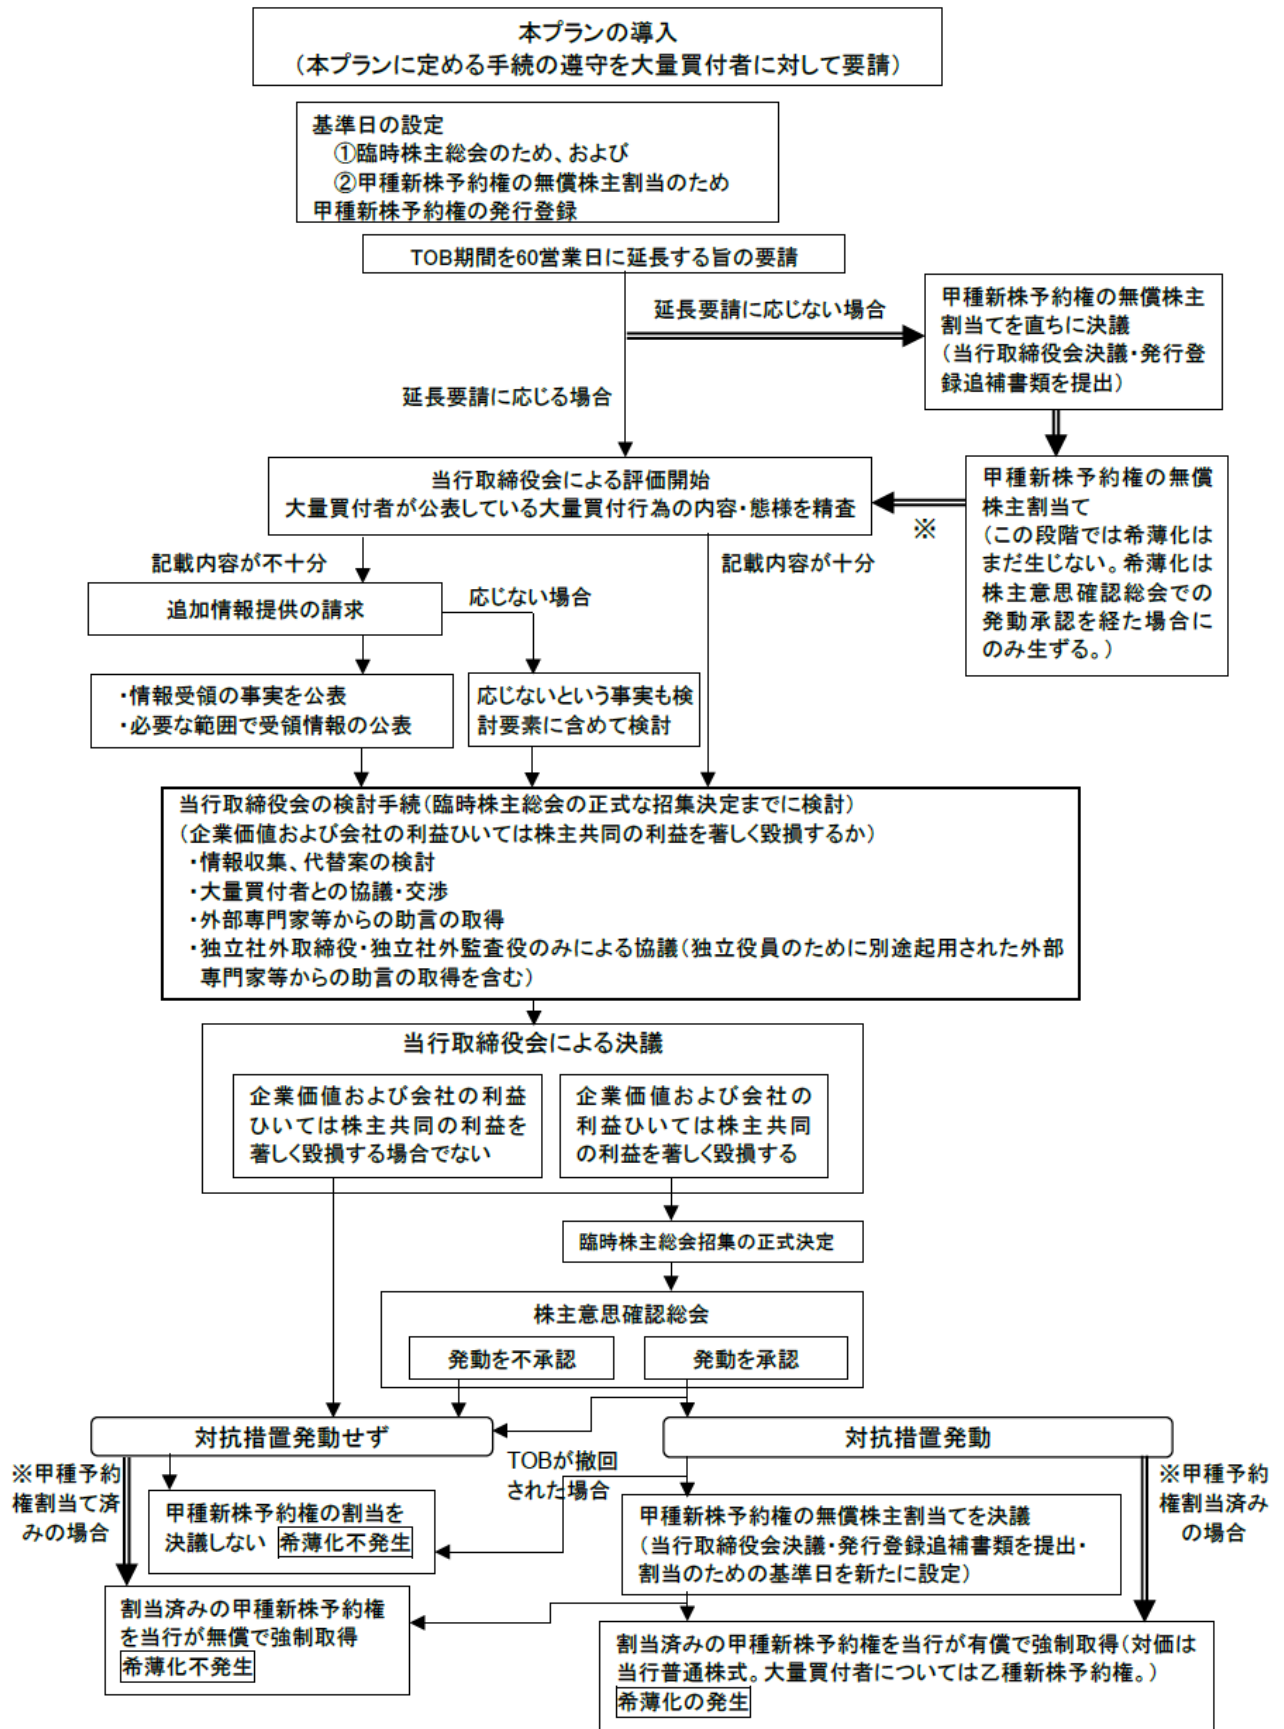 本プランの導入
（本プランに定める手続の遵守を大量買付者に対して要請）
基準日の設定
①臨時株主総会のため、および
②甲種新株予約権の無償株主割当のため
甲種新株予約権の発行登録
TOB期間を60営業日に延長する旨の要請
延長要請に応じない場合
甲種新株予約権の無償株主
割当てを直ちに決議
（当行取締役会決議・発行登
録追補書類を提出）
延長要請に応じる場合
当行取締役会による評価開始
大量買付者が公表している大量買付行為の内容・態様を精査
※
甲種新株予約権の無償
株主割当て
（この段階では希薄化は
まだ生じない。希薄化は
株主意思確認総会での
発動承認を経た場合に
のみ生ずる。）
記載内容が不十分
記載内容が十分
追加情報提供の請求
応じない場合
・情報受領の事実を公表
・必要な範囲で受領情報の公表
応じないという事実も検
討要素に含めて検討
当行取締役会の検討手続（臨時株主総会の正式な招集決定までに検討）
（企業価値および会社の利益ひいては株主共同の利益を著しく毀損するか）
・情報収集、代替案の検討
・大量買付者との協議・交渉
・外部専門家等からの助言の取得
・独立社外取締役・独立社外監査役のみによる協議（独立役員のために別途起用された外部
専門家等からの助言の取得を含む）
当行取締役会による決議
企業価値および会社の利益
ひいては株主共同の利益を
著しく毀損する場合でない
企業価値および会社の
利益ひいては株主共同
の利益を著しく毀損する
臨時株主総会招集の正式決定
株主意思確認総会
発動を不承認
発動を承認
対抗措置発動せず
対抗措置発動
TOBが撤回
された場合
※甲種予約
権割当て済
みの場合
※甲種予約
権割当済み
の場合
甲種新株予約権の割当を
決議しない 希薄化不発生
甲種新株予約権の無償株主割当てを決議
（当行取締役会決議・発行登録追補書類を提出・
割当のための基準日を新たに設定）
割当済みの甲種新株予約権
を当行が無償で強制取得
希薄化不発生
割当済みの甲種新株予約権を当行が有償で強制取得（対価は
当行普通株式。大量買付者については乙種新株予約権。）
希薄化の発生